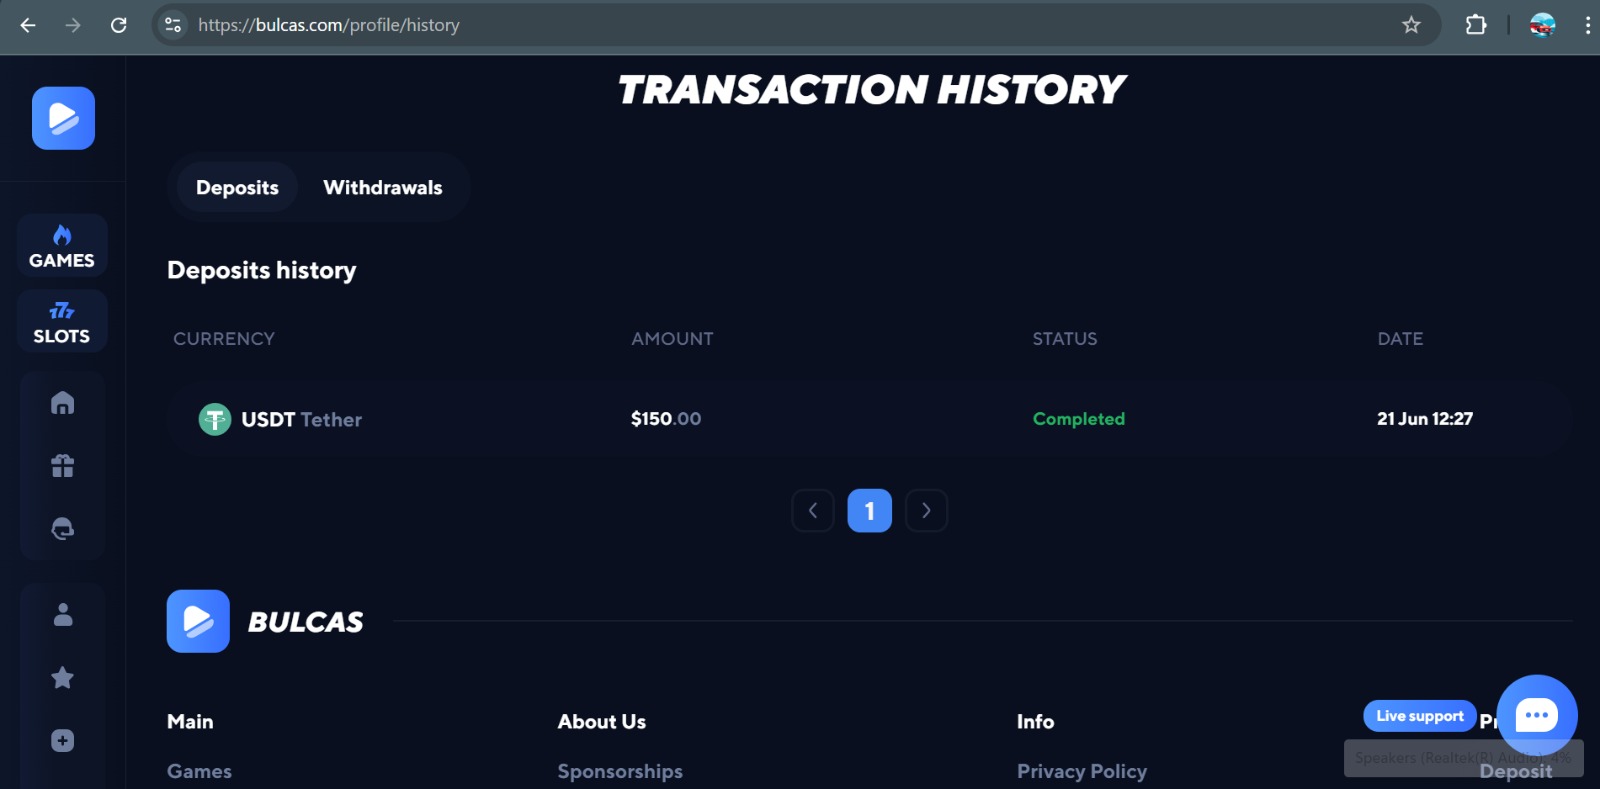 https://bulcas.com/profile/history
TRANSACTION HISTORY
Deposits Withdrawals
GAMES
777
SLOTS
Deposits history
CURRENCY AMOUNT STATUS DATE
USDT Tether $150.00 Completed 21 Jun 12:27
1
BULCAS
Main About Us Info
Live support
Speakers (Realtek(R) Audio): 4%
Games Sponsorships Privacy Policy Deposit